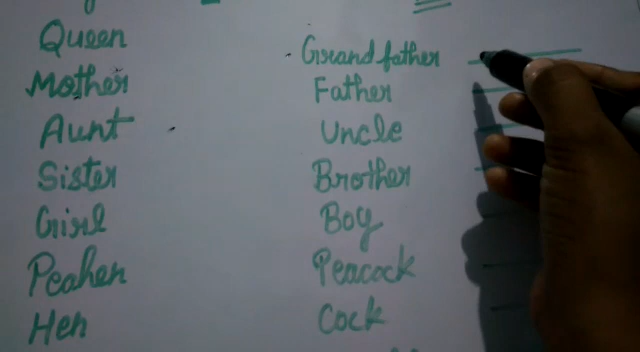 Queen
Mother
Aunt
Sister
Girl
Peahen
Hen
Grand father
Father
Uncle
Brother
Boy
Peacock
Cock